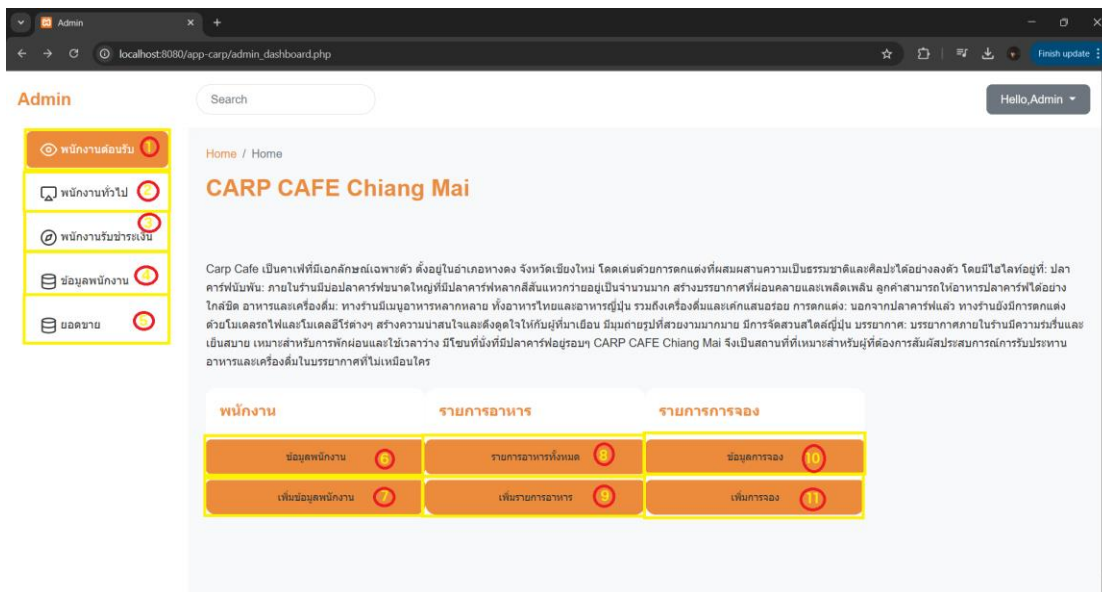 Admin
localhost:8080/app-carp/admin_dashboard.php
Finish update
Admin
Search
Hello,Admin
พนักงานต้อนรับ 1
Home / Home
พนักงานทั่วไป 2
CARP CAFE Chiang Mai
3
พนักงานรับชำระเงิน
ข้อมูลพนักงาน 4
ยอดขาย 5
Carp Cafe เป็นคาเฟ่ที่มีเอกลักษณ์เฉพาะตัว ตั้งอยู่ในอำเภอหางดง จังหวัดเชียงใหม่ โดดเด่นด้วยการตกแต่งที่ผสมผสานความเป็นธรรมชาติและศิลปะได้อย่างลงตัว โดยมีไฮไลท์อยู่ที่: ปลา
คาร์ฟนับพัน: ภายในร้านมีบ่อปลาคาร์ฟขนาดใหญ่ที่มีปลาคาร์ฟหลากสีสันแหวกว่ายอยู่เป็นจำนวนมาก สร้างบรรยากาศที่ผ่อนคลายและเพลิดเพลิน ลูกค้าสามารถให้อาหารปลาคาร์ฟได้อย่าง
ใกล้ชิด อาหารและเครื่องดื่ม: ทางร้านมีเมนูอาหารหลากหลาย ทั้งอาหารไทยและอาหารญี่ปุ่น รวมถึงเครื่องดื่มและเค้กแสนอร่อย การตกแต่ง: นอกจากปลาคาร์ฟแล้ว ทางร้านยังมีการตกแต่ง
ด้วยโมเดลรถไฟและโมเดลฮีโร่ต่างๆ สร้างความน่าสนใจและดึงดูดใจให้กับผู้ที่มาเยือน มีมุมถ่ายรูปที่สวยงามมากมาย มีการจัดสวนสไตล์ญี่ปุ่น บรรยากาศ: บรรยากาศภายในร้านมีความร่มรื่นและ
เย็นสบาย เหมาะสำหรับการพักผ่อนและใช้เวลาว่าง มีโซนที่นั่งที่มีปลาคาร์ฟอยู่รอบๆ CARP CAFE Chiang Mai จึงเป็นสถานที่ที่เหมาะสำหรับผู้ที่ต้องการสัมผัสประสบการณ์การรับประทาน
อาหารและเครื่องดื่มในบรรยากาศที่ไม่เหมือนใคร
พนักงาน รายการอาหาร รายการการจอง
ข้อมูลพนักงาน 6 รายการอาหารทั้งหมด 8 ข้อมูลการจอง 10
เพิ่มข้อมูลพนักงาน 7 เพิ่มรายการอาหาร 9 เพิ่มการจอง 11